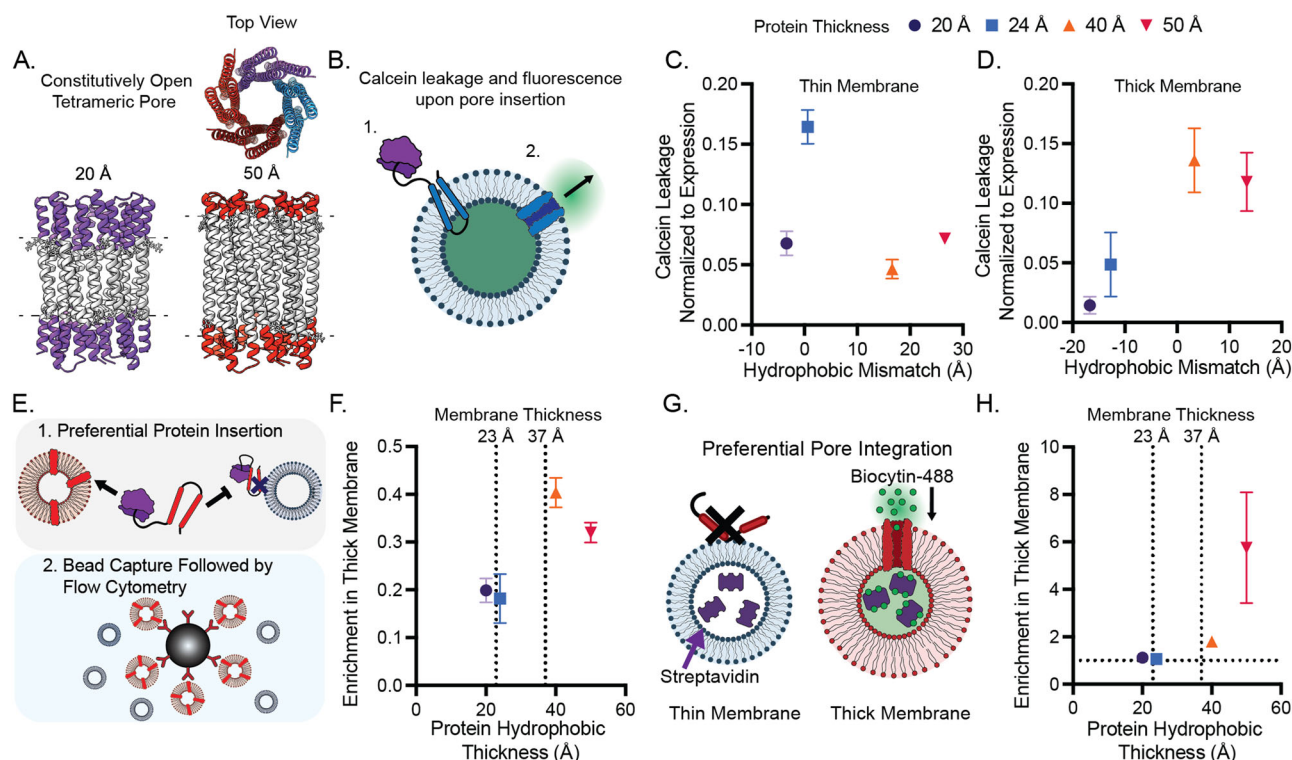 Protein Thickness 20 Å 24 Å 40 Å 50 Å
A.
Top View
Constitutively Open
Tetrameric Pore
20 Å
50 Å
B.
Calcein leakage and fluorescence
upon pore insertion
1.
2.
C.
Thin Membrane
Calcein Leakage
Normalized to Expression
0.20
0.15
0.10
0.05
0.00
-10 0 10 20 30
Hydrophobic Mismatch (Å)
D.
Thick Membrane
Calcein Leakage
Normalized to Expression
0.20
0.15
0.10
0.05
0.00
-20 -10 0 10 20
Hydrophobic Mismatch (Å)
E.
1. Preferential Protein Insertion
2. Bead Capture Followed by
Flow Cytometry
F.
Membrane Thickness
23 Å 37 Å
Enrichment in Thick Membrane
0.5
0.4
0.3
0.2
0.1
0.0
0 20 40 60
Protein Hydrophobic
Thickness (Å)
G.
Preferential Pore Integration
Biocytin-488
Streptavidin
Thin Membrane
Thick Membrane
H.
Membrane Thickness
23 Å 37 Å
Enrichment in Thick Membrane
10
8
6
4
2
0
0 20 40 60
Protein Hydrophobic
Thickness (Å)